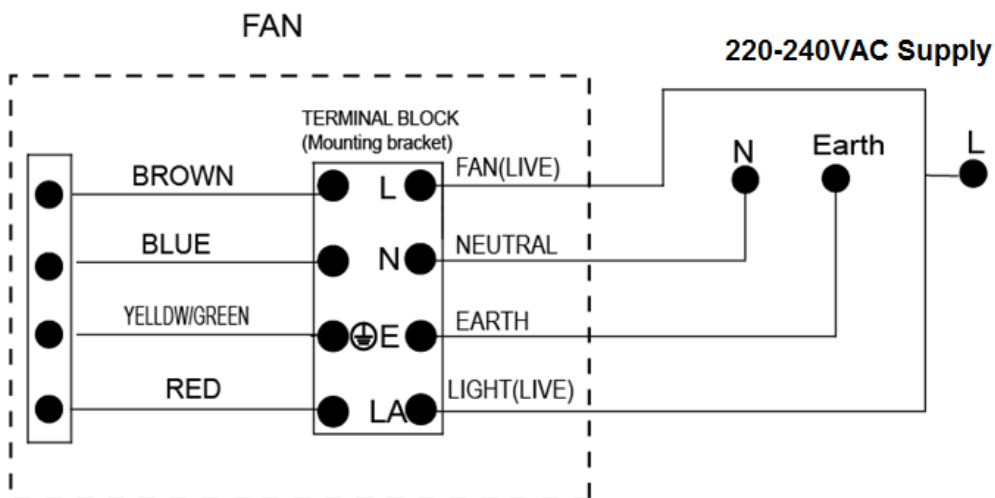 FAN
220-240VAC Supply
TERMINAL BLOCK
(Mounting bracket)
BROWN
L
FAN(LIVE)
N
Earth
L
BLUE
N
NEUTRAL
YELLDW/GREEN
E
EARTH
RED
LA
LIGHT(LIVE)